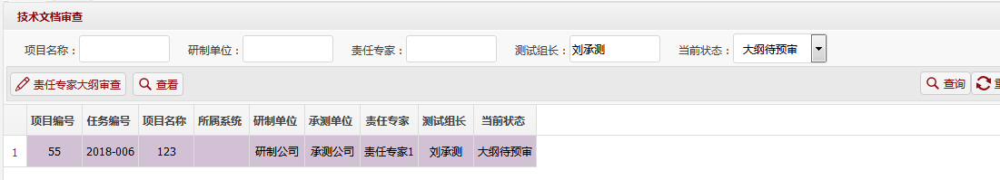 技术文档审查
项目名称： 研制单位： 责任专家： 测试组长： 刘承测 当前状态： 大纲待预审
责任专家大纲审查 查看 查询
项目编号 任务编号 项目名称 所属系统 研制单位 承测单位 责任专家 测试组长 当前状态
1 55 2018-006 123 研制公司 承测公司 责任专家1 刘承测 大纲待预审